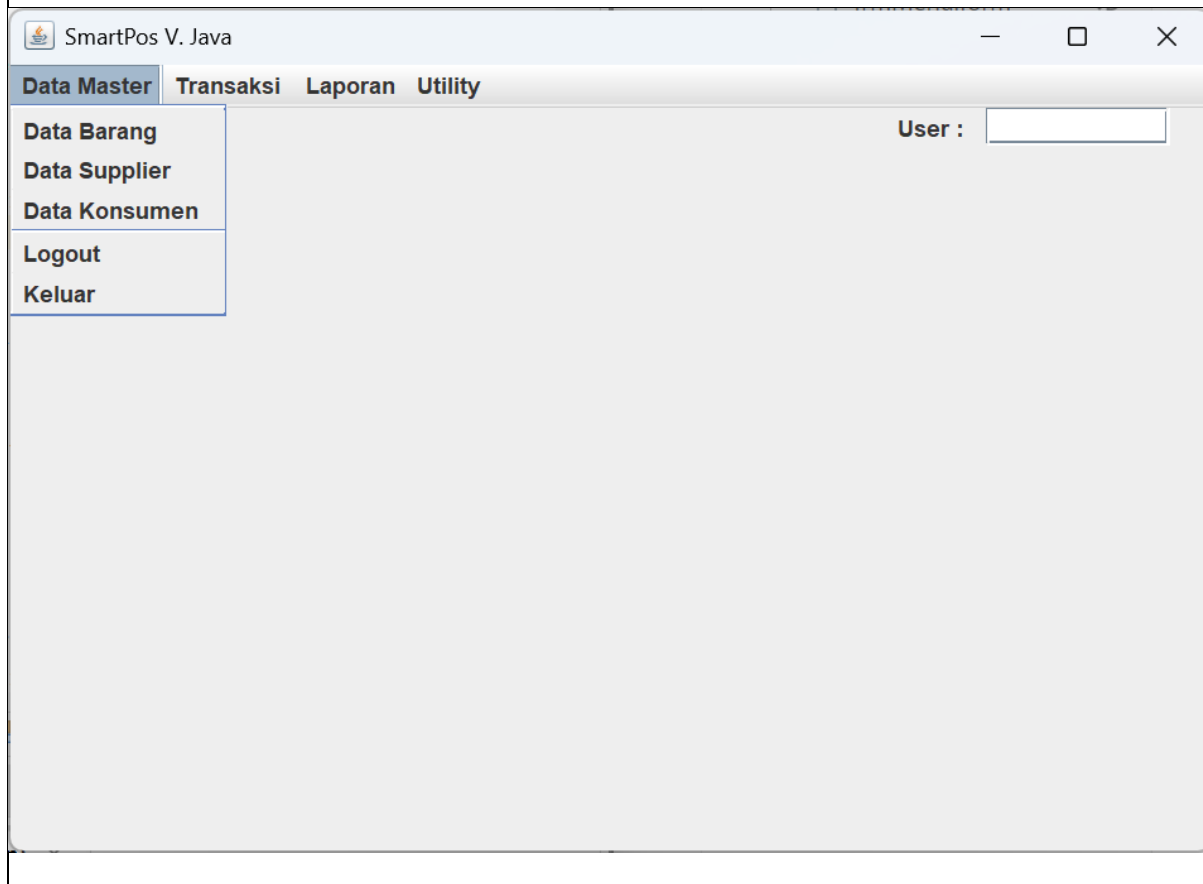 SmartPos V. Java
Data Master Transaksi Laporan Utility
User :
Data Barang
Data Supplier
Data Konsumen
Logout
Keluar